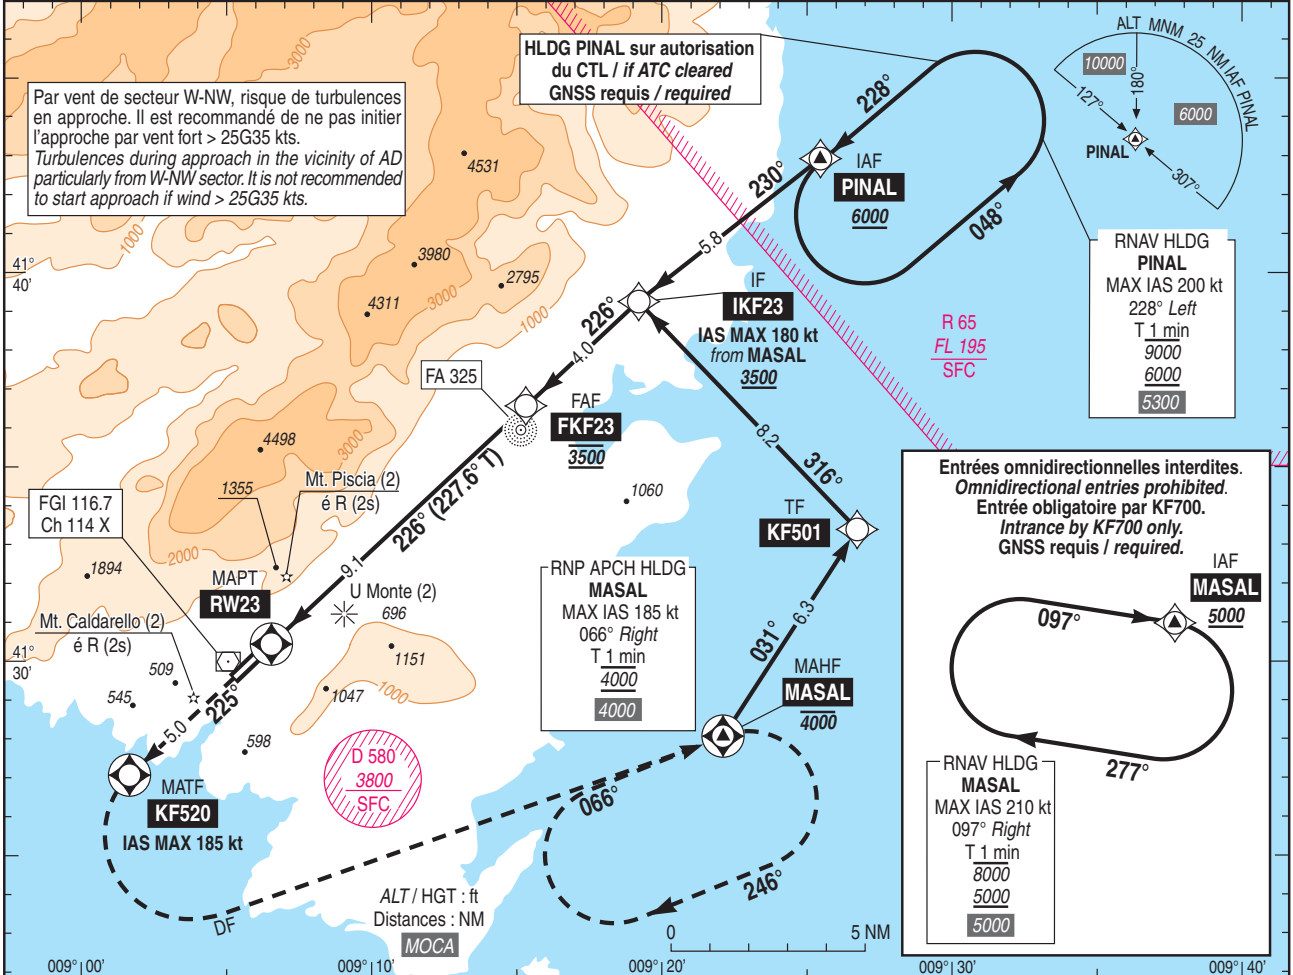 3000
HLDG PINAL sur autorisation
du CTL / if ATC cleared
GNSS requis / required
ALT MNM 25 NM IAF PINAL
10000
180°
127°
6000
PINAL
307°
Par vent de secteur W-NW, risque de turbulences
en approche. Il est recommandé de ne pas initier
l'approche par vent fort > 25G35 kts.
Turbulences during approach in the vicinity of AD
particularly from W-NW sector. It is not recommended
to start approach if wind > 25G35 kts.
4531
228°
230°
IAF
PINAL
6000
048°
1000
5.8
RNAV HLDG
PINAL
MAX IAS 200 kt
228° Left
T 1 min
9000
6000
5300
41°
40'
3980
2795
4311
3000
1000
226°
4.0
IF
IKF23
IAS MAX 180 kt
from MASAL
3500
R 65
FL 195
SFC
FA 325
FAF
FKF23
3500
8.2
316°
4498
3000
1355
Mt. Piscia (2)
é R (2s)
226° (227.6° T)
1060
TF
KF501
FGI 116.7
Ch 114 X
2000
1894
9.1
MAPT
RW23
U Monte (2)
696
1151
1047
1000
Mt. Caldarello (2)
é R (2s)
509
545
598
41°
30'
225°
5.0
MATF
KF520
IAS MAX 185 kt
D 580
3800
SFC
RNP APCH HLDG
MASAL
MAX IAS 185 kt
066° Right
T 1 min
4000
4000
6.3
031°
MAHF
MASAL
4000
066°
246°
DF
Entrées omnidirectionnelles interdites.
Omnidirectional entries prohibited.
Entrée obligatoire par KF700.
Intrance by KF700 only.
GNSS requis / required.
IAF
MASAL
5000
097°
277°
RNAV HLDG
MASAL
MAX IAS 210 kt
097° Right
T 1 min
8000
5000
5000
ALT / HGT : ft
Distances : NM
MOCA
0 5 NM
009° 00'
009° 10'
009° 20'
009° 30'
009° 40'